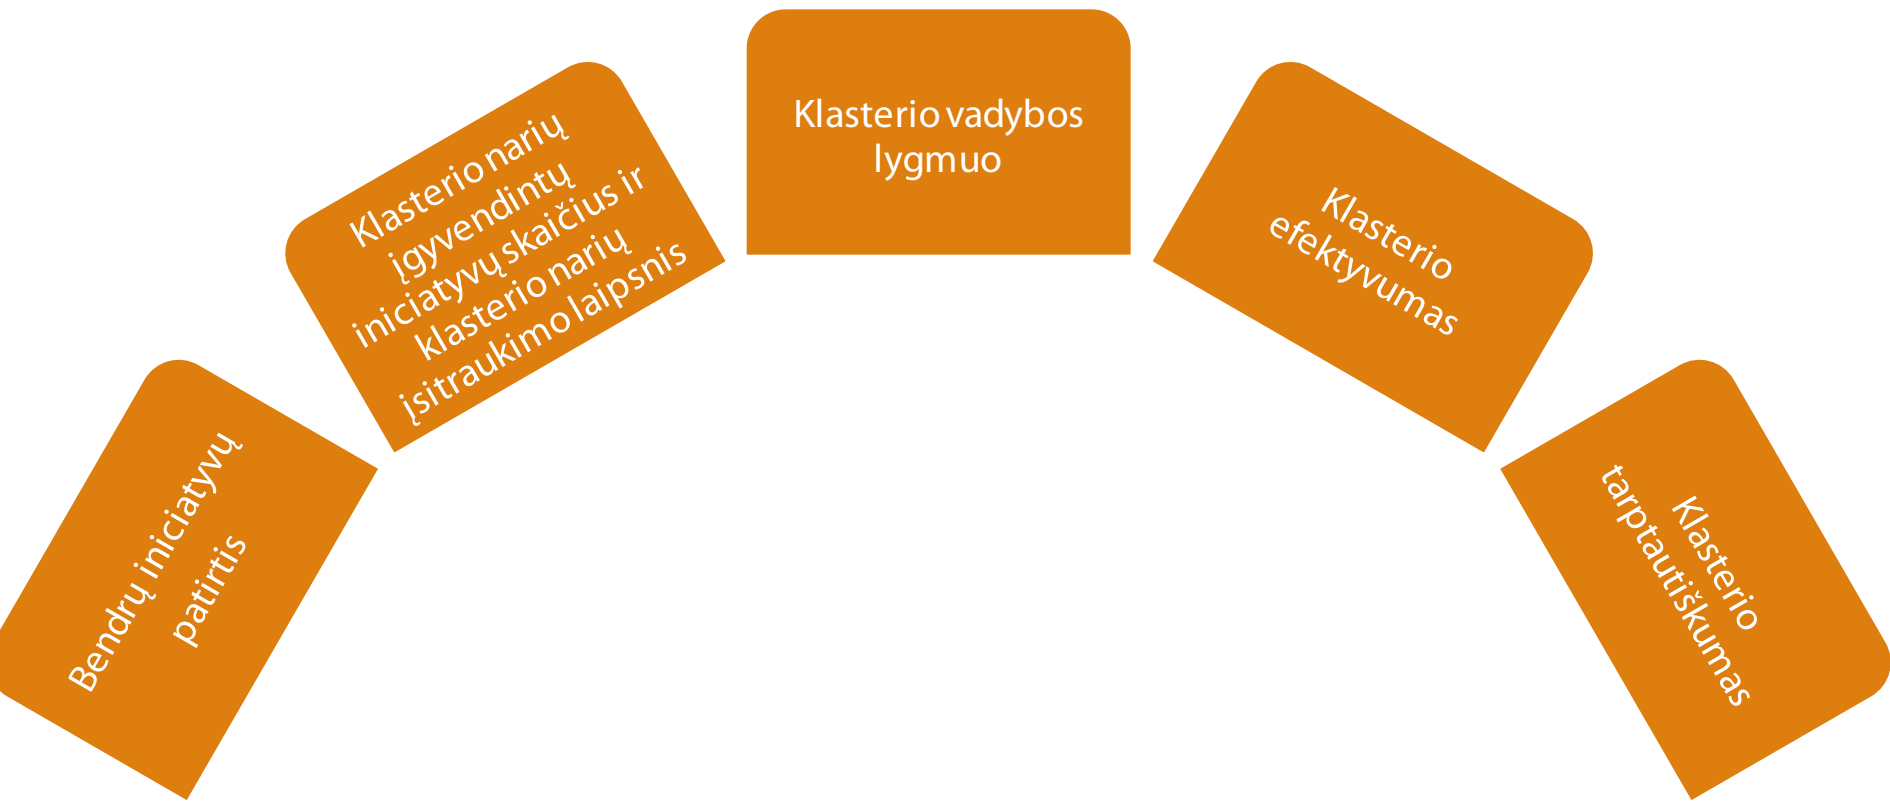 Bendrų iniciatyvų
patirtis
Klasterio narių
įgyvendintų
iniciatyvų skaičius ir
klasterio narių
įsitraukimo laipsnis
Klasterio vadybos
lygmuo
Klasterio
efektyvumas
Klasterio
tarptautiškumas